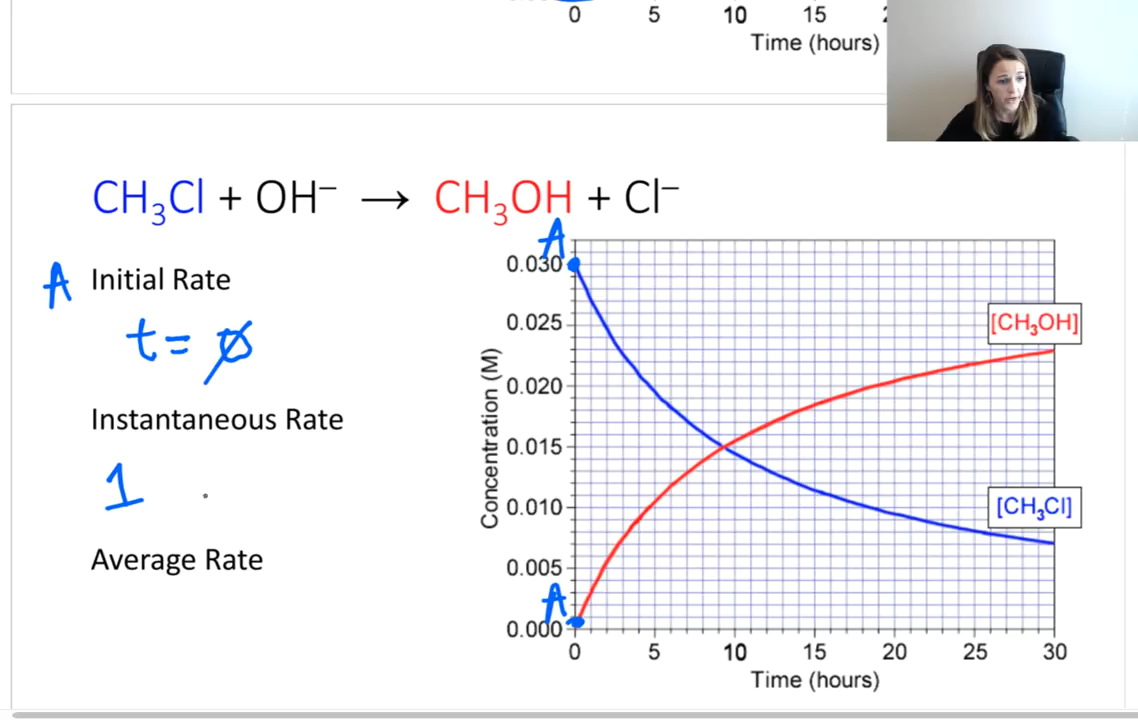 0 5 10 15
Time (hours)
CH₃Cl + OH⁻ → CH₃OH + Cl⁻
A Initial Rate
t = ∅
Instantaneous Rate
1
Average Rate
A
0.030
0.025
0.020
0.015
0.010
0.005
A
0.000
Concentration (M)
[CH₃OH]
[CH₃Cl]
0 5 10 15 20 25 30
Time (hours)